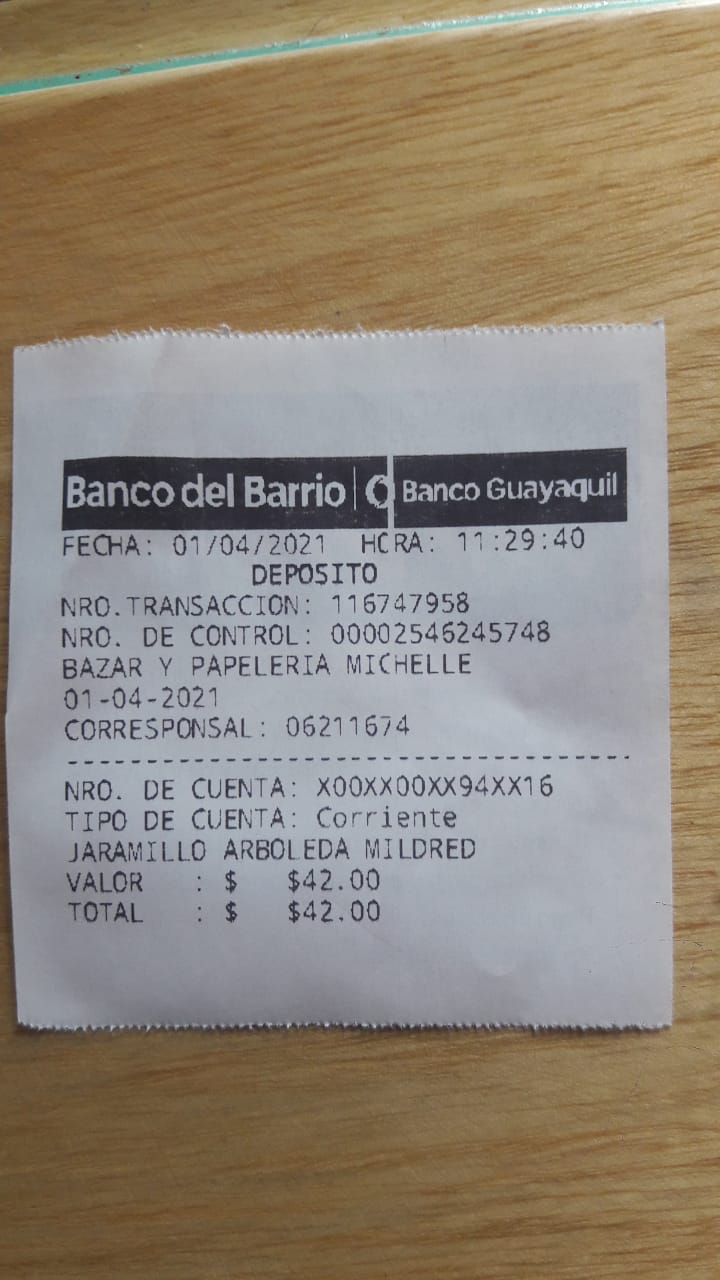 Banco del Barrio | Banco Guayaquil
FECHA: 01/04/2021 HORA: 11:29:40
DEPOSITO
NRO.TRANSACCION: 116747958
NRO. DE CONTROL: 00002546245748
BAZAR Y PAPELERIA MICHELLE
01-04-2021
CORRESPONSAL: 06211674
NRO. DE CUENTA: X00XX00XX94XX16
TIPO DE CUENTA: Corriente
JARAMILLO ARBOLEDA MILDRED
VALOR : $ $42.00
TOTAL : $ $42.00